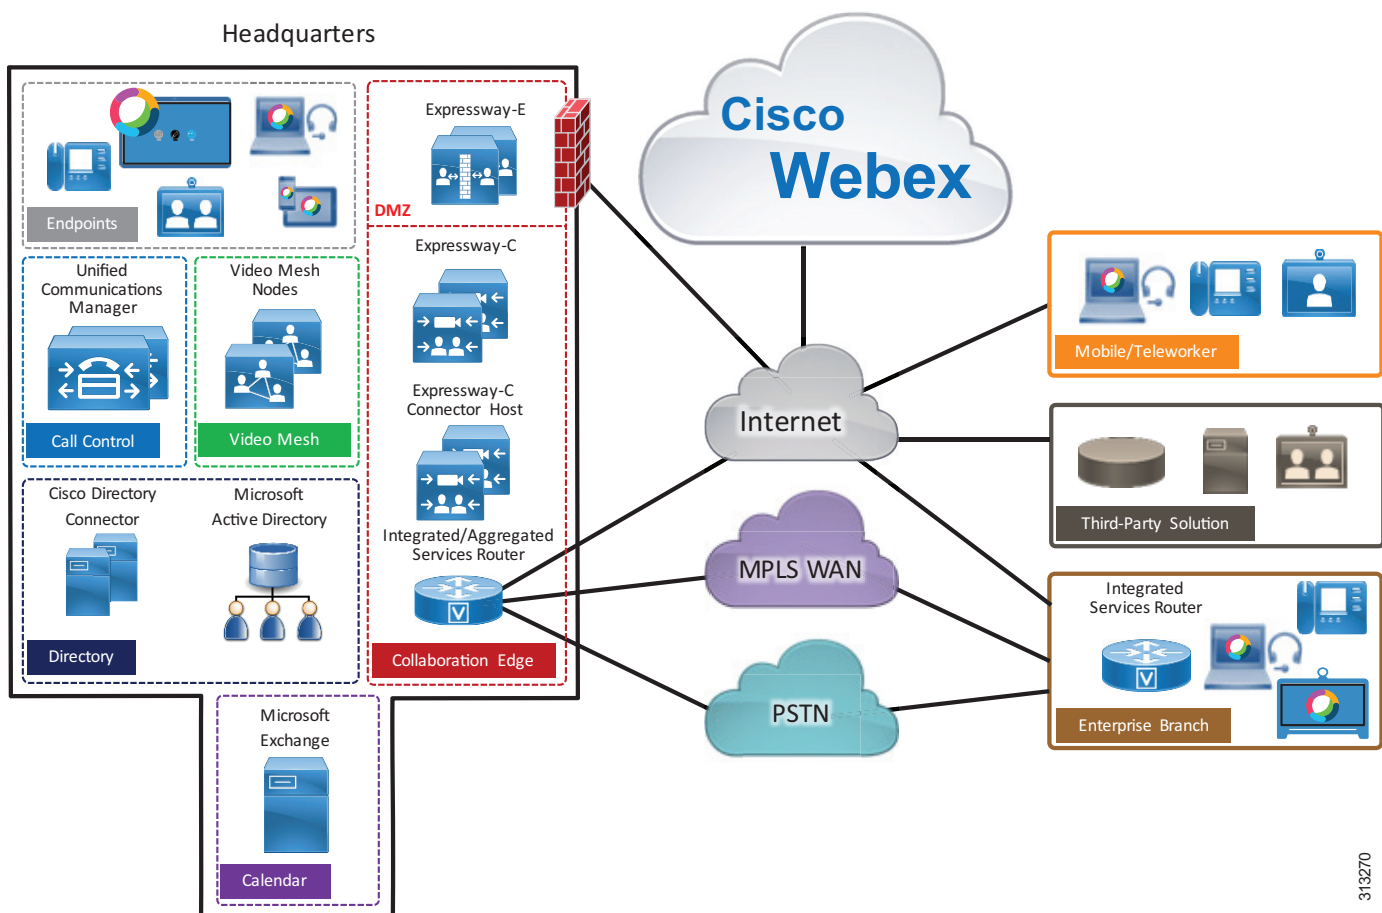 Headquarters
Expressway-E
DMZ
Endpoints
Unified
Communications
Manager
Call Control
Video Mesh
Nodes
Video Mesh
Expressway-C
Expressway-C
Connector Host
Integrated/Aggregated
Services Router
V
Collaboration Edge
Cisco Directory
Connector
Microsoft
Active Directory
Directory
Microsoft
Exchange
Calendar
Cisco
Webex
Internet
MPLS WAN
PSTN
Mobile/Teleworker
Third-Party Solution
Integrated
Services Router
V
Enterprise Branch
313270